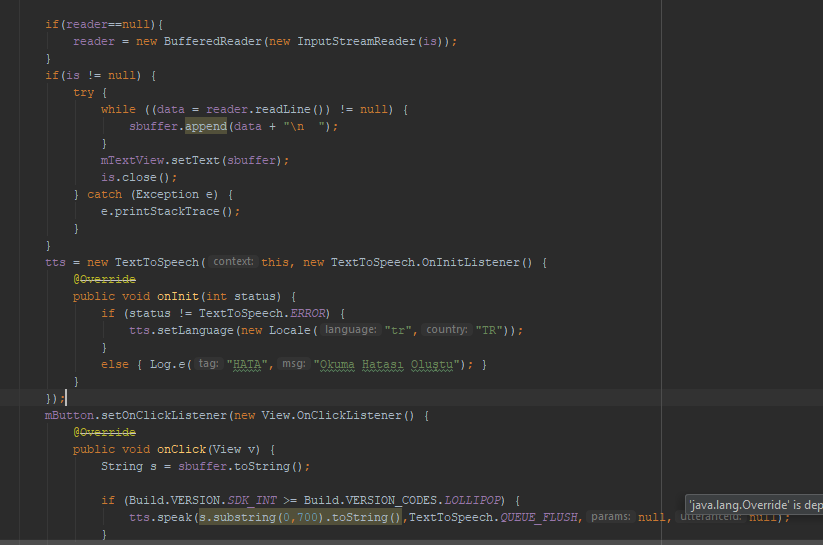 if(reader==null){
reader = new BufferedReader(new InputStreamReader(is));
}
if(is != null) {
try {
while ((data = reader.readLine()) != null) {
sbuffer.append(data + "\n  ");
}
mTextView.setText(sbuffer);
is.close();
} catch (Exception e) {
e.printStackTrace();
}
}
tts = new TextToSpeech( context: this, new TextToSpeech.OnInitListener() {
@Override
public void onInit(int status) {
if (status != TextToSpeech.ERROR) {
tts.setLanguage(new Locale( language: "tr", country: "TR"));
}
else { Log.e( tag: "HATA", msg: "Okuma Hatası Oluştu"); }
}
});
mButton.setOnClickListener(new View.OnClickListener() {
@Override
public void onClick(View v) {
String s = sbuffer.toString();
if (Build.VERSION.SDK_INT >= Build.VERSION_CODES.LOLLIPOP) {
tts.speak(s.substring(0,700).toString(),TextToSpeech.QUEUE_FLUSH, params: null, utteranceId: null);
'java.lang.Override' is dep
}